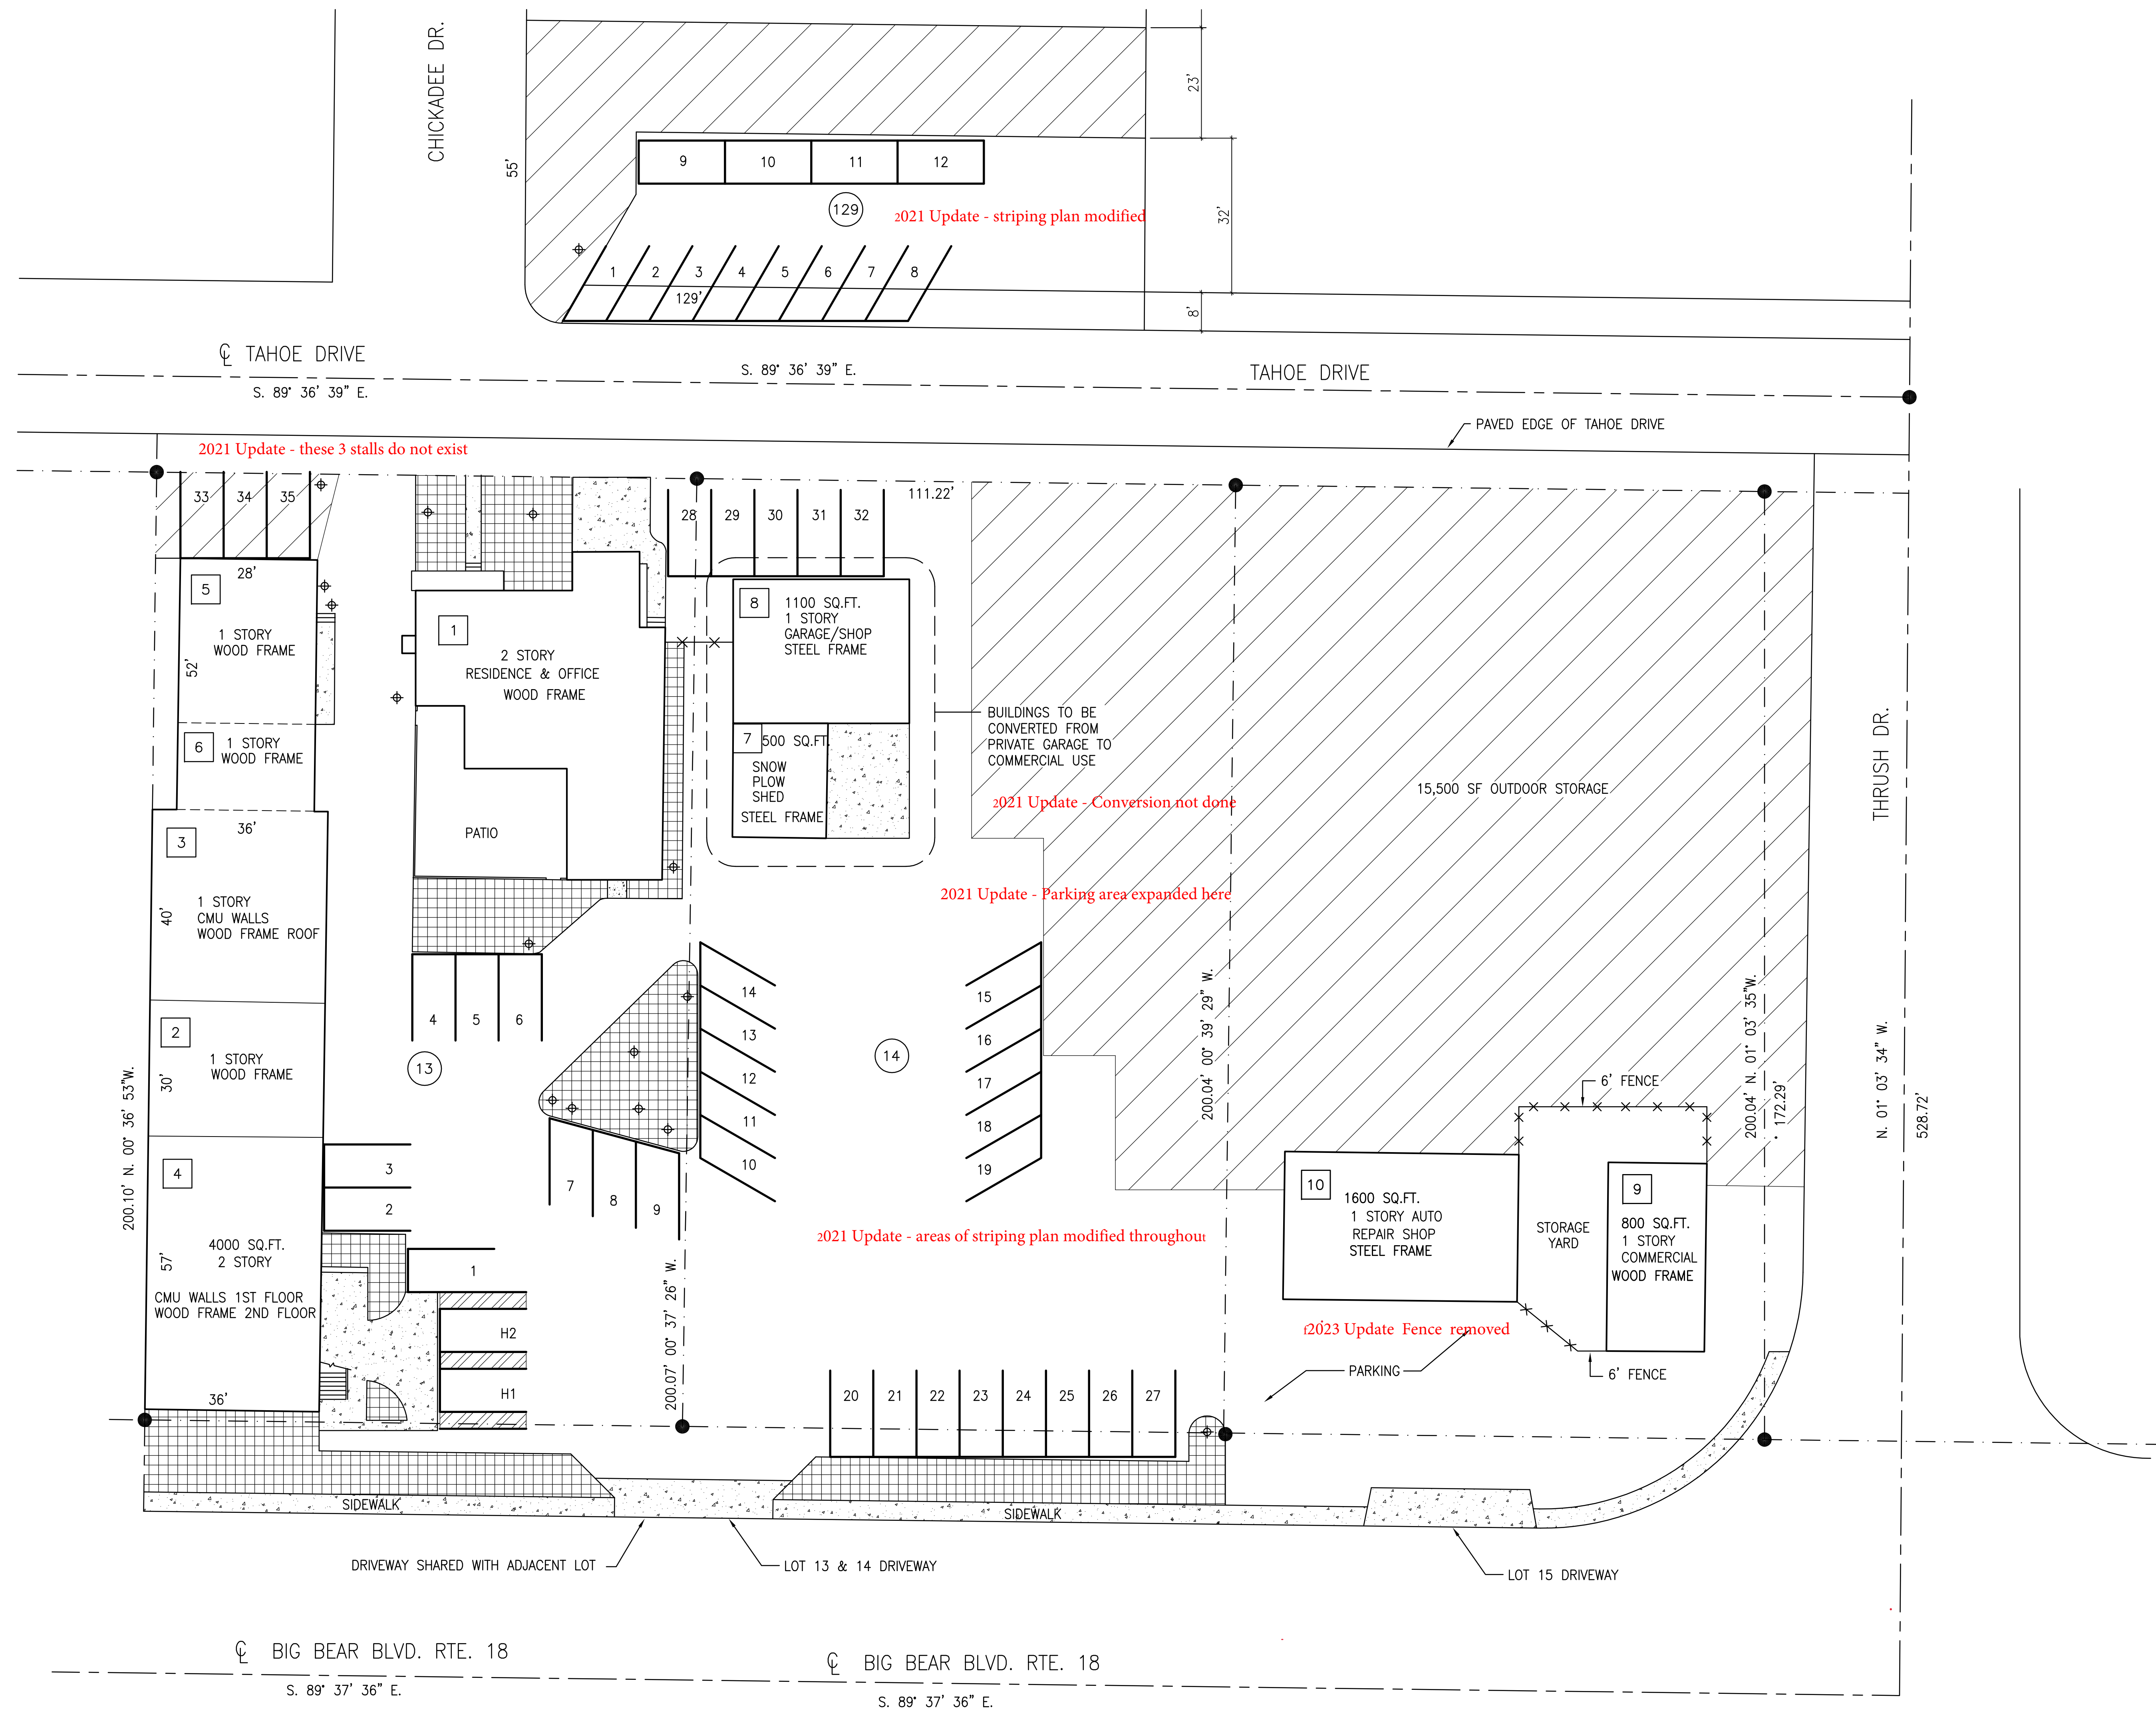 CHICKADEE DR.
23'
55'
9 10 11 12
129
2021 Update - striping plan modified
32'
1 2 3 4 5 6 7 8
129'
8'
℄ TAHOE DRIVE
S. 89° 36' 39" E.
S. 89° 36' 39" E.
TAHOE DRIVE
PAVED EDGE OF TAHOE DRIVE
2021 Update - these 3 stalls do not exist
33 34 35
28 29 30 31 32
111.22'
5
28'
1 STORY
WOOD FRAME
52'
6
1 STORY
WOOD FRAME
1
2 STORY
RESIDENCE & OFFICE
WOOD FRAME
PATIO
8
1100 SQ.FT.
1 STORY
GARAGE/SHOP
STEEL FRAME
7
500 SQ.FT.
SNOW
PLOW
SHED
STEEL FRAME
BUILDINGS TO BE
CONVERTED FROM
PRIVATE GARAGE TO
COMMERCIAL USE
2021 Update - Conversion not done
15,500 SF OUTDOOR STORAGE
THRUSH DR.
2021 Update - Parking area expanded here
3
36'
1 STORY
CMU WALLS
WOOD FRAME ROOF
40'
2
1 STORY
WOOD FRAME
30'
4 5 6
13
14
13
12
11
10
14
15
16
17
18
19
7 8 9
200.10' N. 00° 36' 53"W.
200.07' 00° 37' 26" W.
200.04' 00° 39' 29" W.
200.04' N. 01° 03' 35"W.
172.29'
N. 01° 03' 34" W.
528.72'
6' FENCE
4
4000 SQ.FT.
2 STORY
57'
CMU WALLS 1ST FLOOR
WOOD FRAME 2ND FLOOR
36'
3
2
1
H2
H1
2021 Update - areas of striping plan modified throughout
10
1600 SQ.FT.
1 STORY AUTO
REPAIR SHOP
STEEL FRAME
STORAGE
YARD
9
800 SQ.FT.
1 STORY
COMMERCIAL
WOOD FRAME
2023 Update Fence removed
PARKING
6' FENCE
20 21 22 23 24 25 26 27
SIDEWALK
SIDEWALK
DRIVEWAY SHARED WITH ADJACENT LOT
LOT 13 & 14 DRIVEWAY
LOT 15 DRIVEWAY
℄ BIG BEAR BLVD. RTE. 18
S. 89° 37' 36" E.
℄ BIG BEAR BLVD. RTE. 18
S. 89° 37' 36" E.